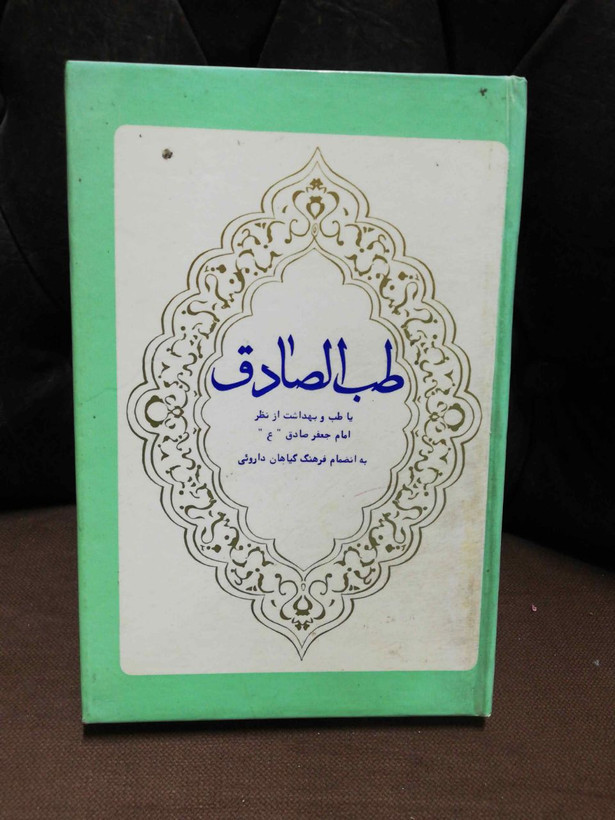 طب الصادق
یا طب و بهداشت از نظر
امام جعفر صادق "ع"
به انضمام فرهنگ گیاهان داروئی